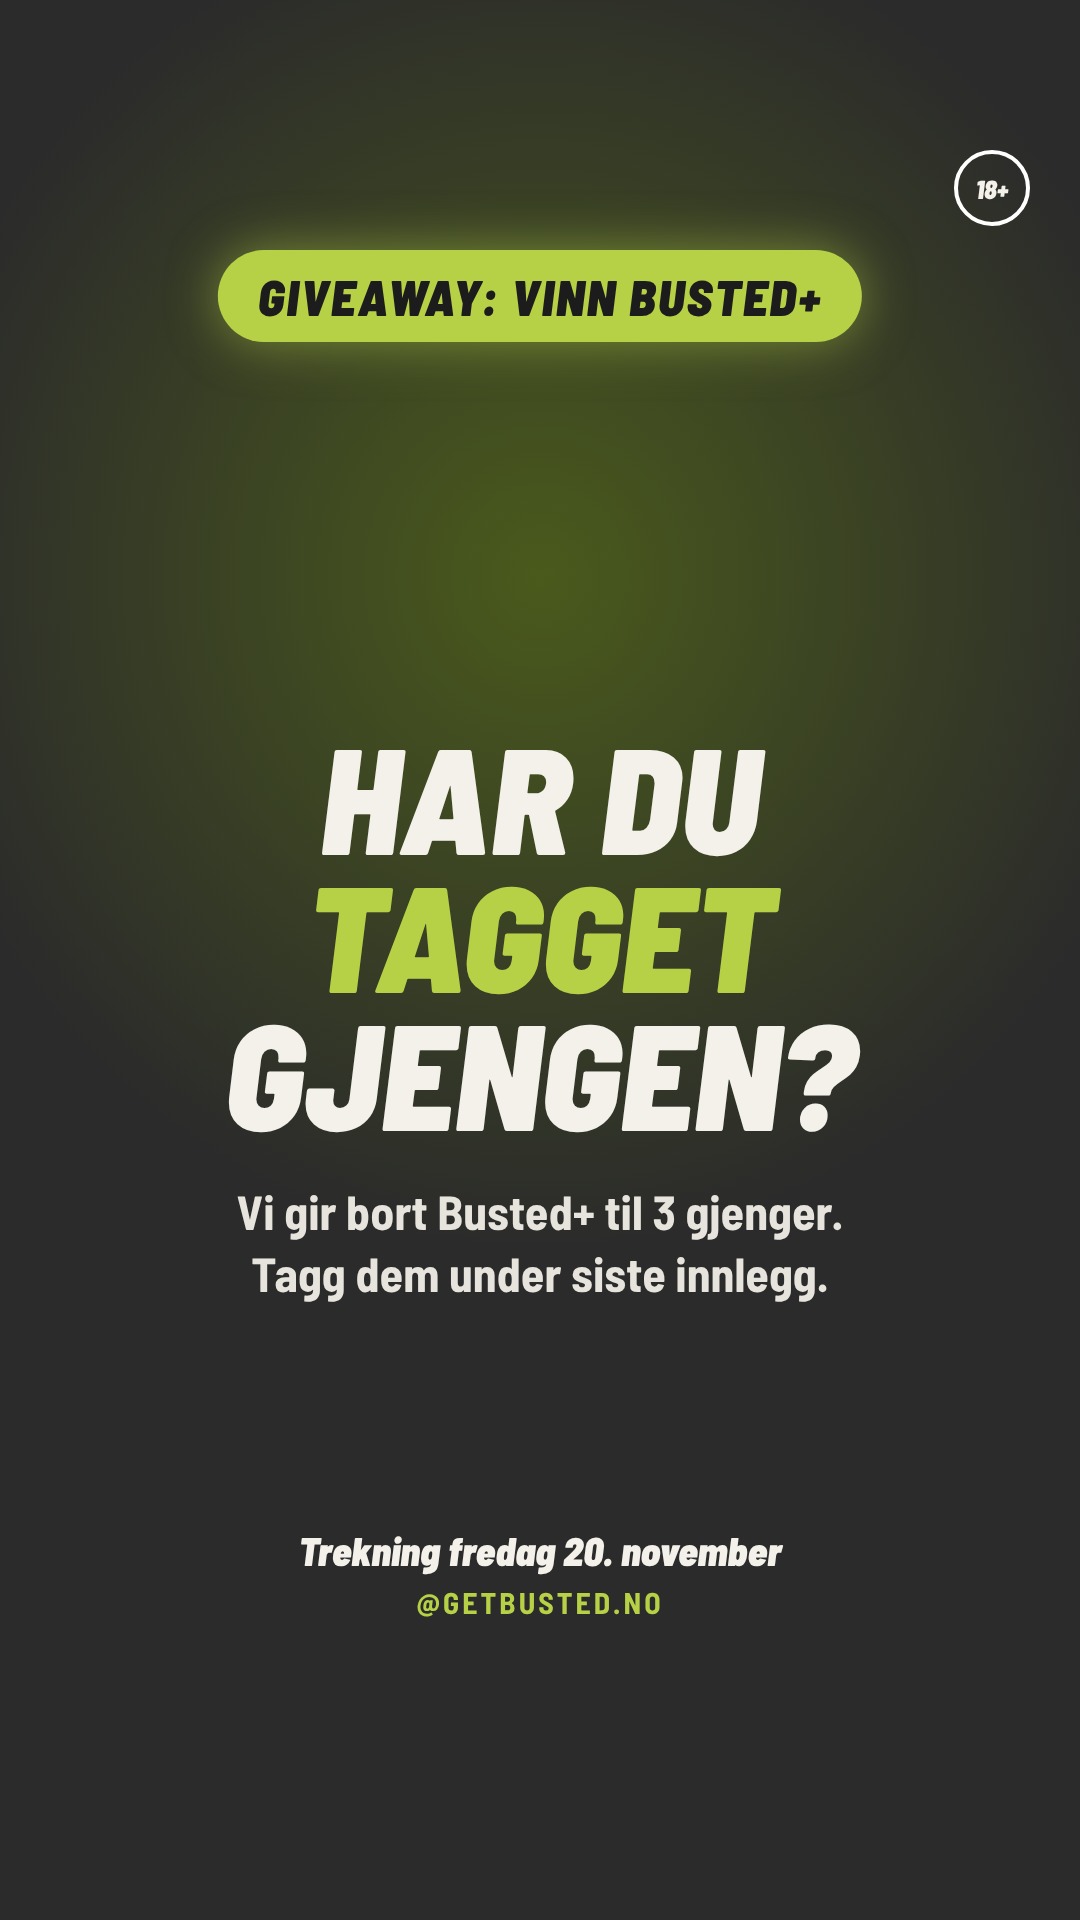 18+
GIVEAWAY: VINN BUSTED+
HAR DU
TAGGET
GJENGEN?
Vi gir bort Busted+ til 3 gjenger.
Tagg dem under siste innlegg.
Trekning fredag 20. november
@GETBUSTED.NO